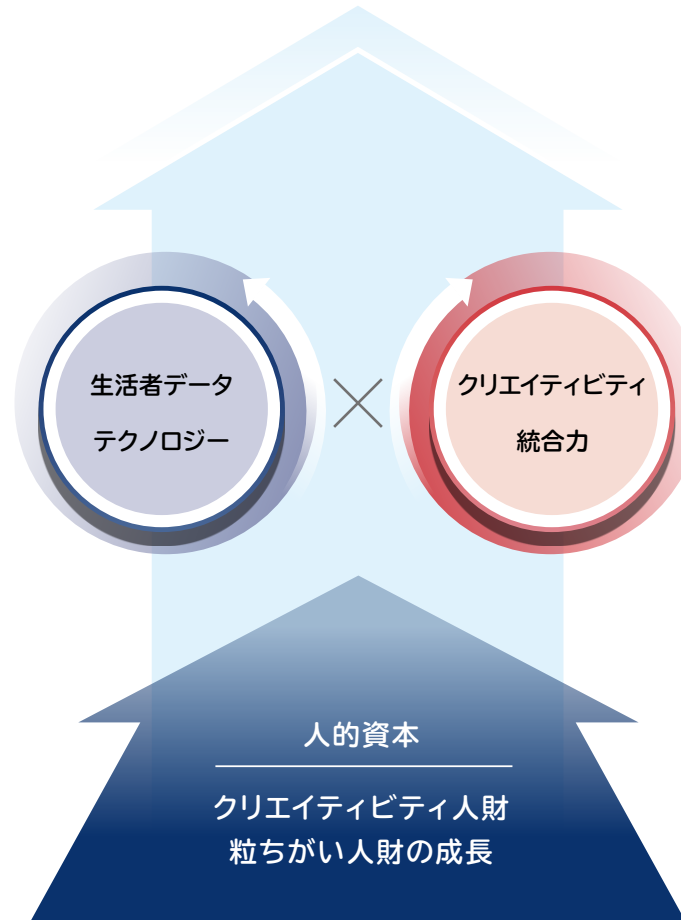 生活者データ
テクノロジー
クリエイティビティ
統合力
人的資本
クリエイティビティ人財
粒ちがい人財の成長